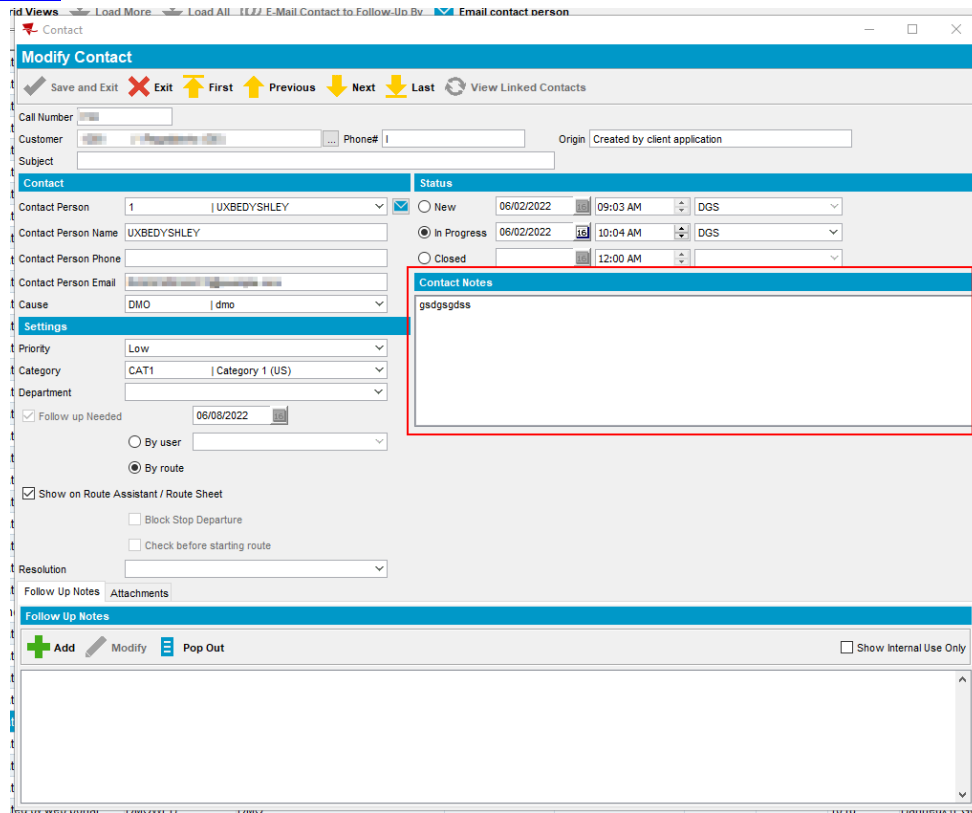 rid Views Load More Load All E-Mail Contact to Follow-Up By Email contact person
Contact
Modify Contact
Save and Exit Exit First Previous Next Last View Linked Contacts
Call Number
Customer ... Phone# Origin Created by client application
Subject
Contact Status
Contact Person 1 | UXBEDYSHLEY New 06/02/2022 16 09:03 AM DGS
Contact Person Name UXBEDYSHLEY In Progress 06/02/2022 16 10:04 AM DGS
Contact Person Phone Closed 16 12:00 AM
Contact Person Email Contact Notes
Cause DMO | dmo gsdgsgdss
Settings
Priority Low
Category CAT1 | Category 1 (US)
Department
Follow up Needed 06/08/2022 16
By user
By route
Show on Route Assistant / Route Sheet
Block Stop Departure
Check before starting route
Resolution
Follow Up Notes Attachments
Follow Up Notes
Add Modify Pop Out Show Internal Use Only